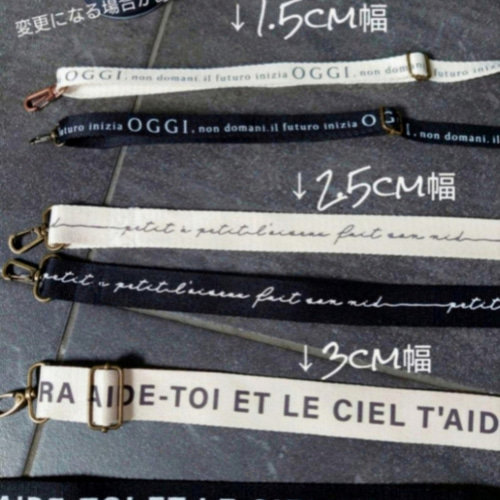 変更になる場合が
↓1.5CM幅
OGGI. non domani. il futuro inizia OGGI. non dom futuro inizia
futuro inizia OGGI. non domani. il futuro inizia OGGI. non domani. il
↓2.5CM幅
petit à petit l'oiseau fait son nid
petit à petit l'oiseau fait son nid petit
↓3CM幅
RA AIDE-TOI ET LE CIEL T'AID